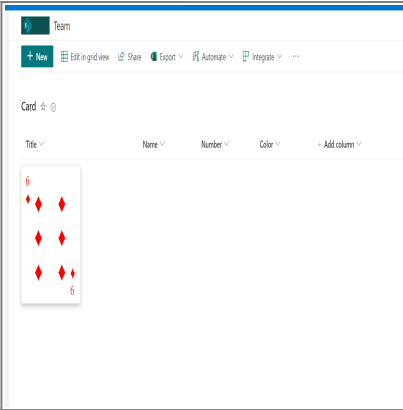 Team
New Edit in grid view Share Export Automate Integrate ...
Card
Title Name Number Color + Add column
6
6